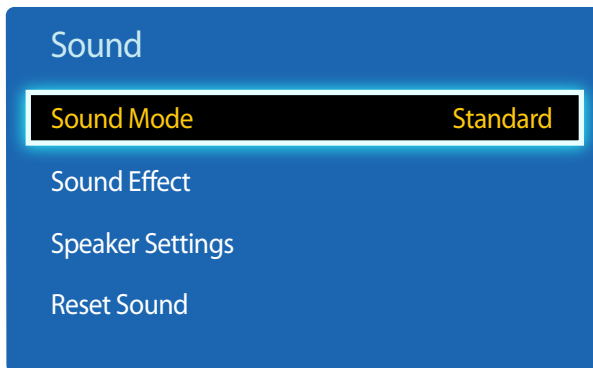 Sound
Sound Mode Standard
Sound Effect
Speaker Settings
Reset Sound